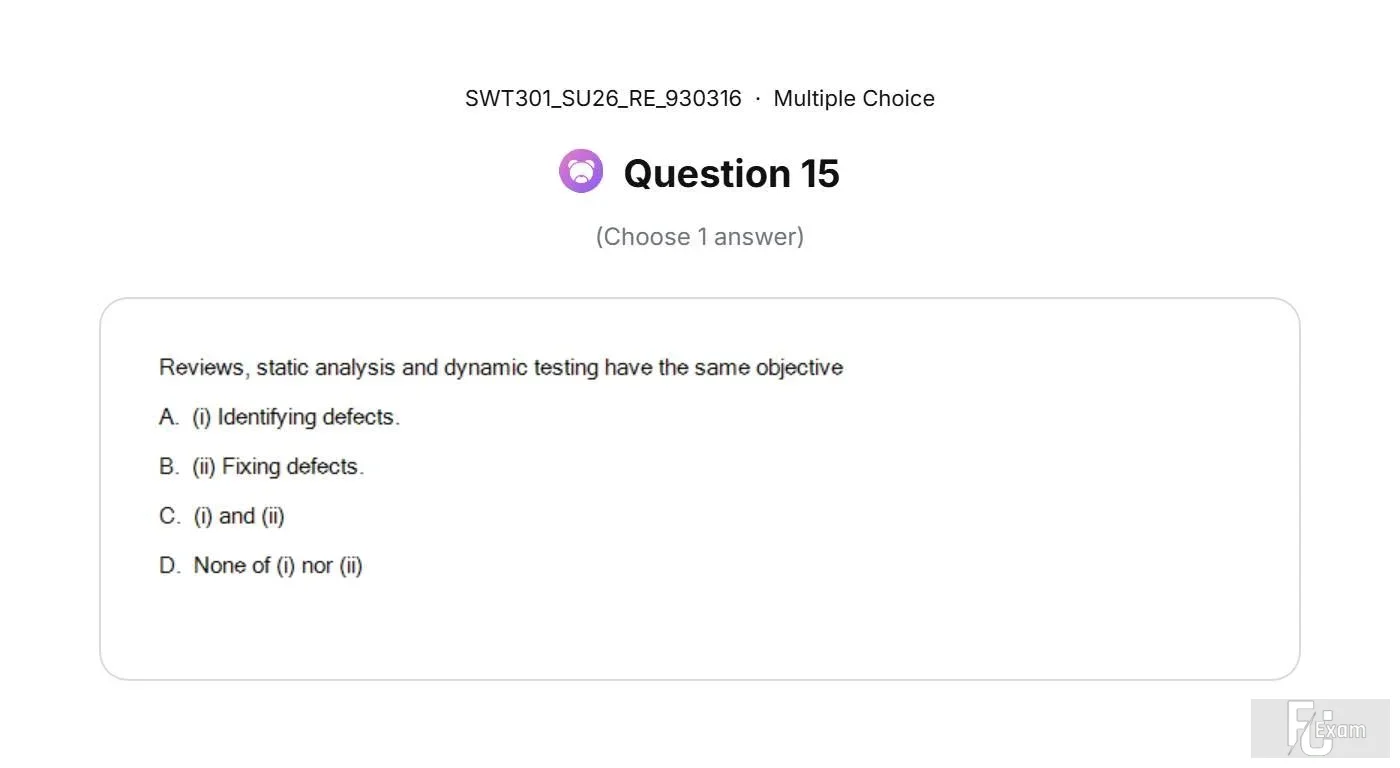 SWT301_SU26_RE_930316 · Multiple Choice
Question 15
(Choose 1 answer)
Reviews, static analysis and dynamic testing have the same objective
A. (i) Identifying defects.
B. (ii) Fixing defects.
C. (i) and (ii)
D. None of (i) nor (ii)
Exam